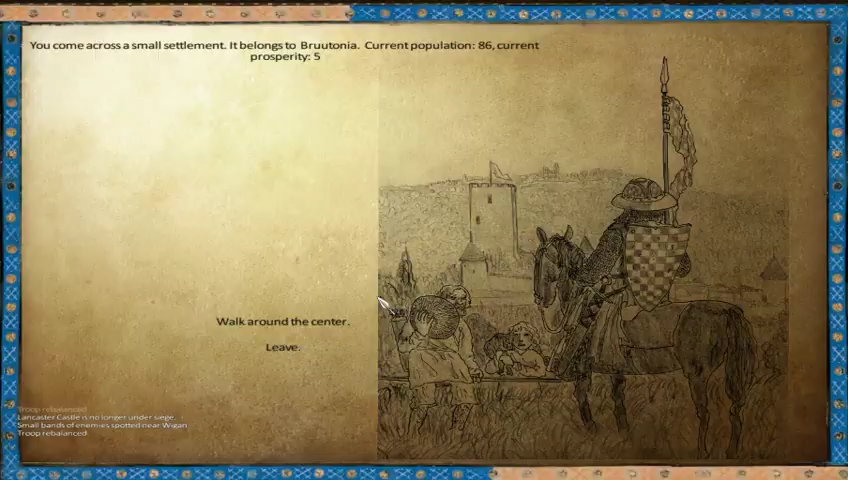 You come across a small settlement. It belongs to Bruutonia. Current population: 86, current
prosperity: 5
Walk around the center.
Leave.
Troop rebalanced
Lancaster Castle is no longer under siege.
Small bands of enemies spotted near Wigan
Troop rebalanced